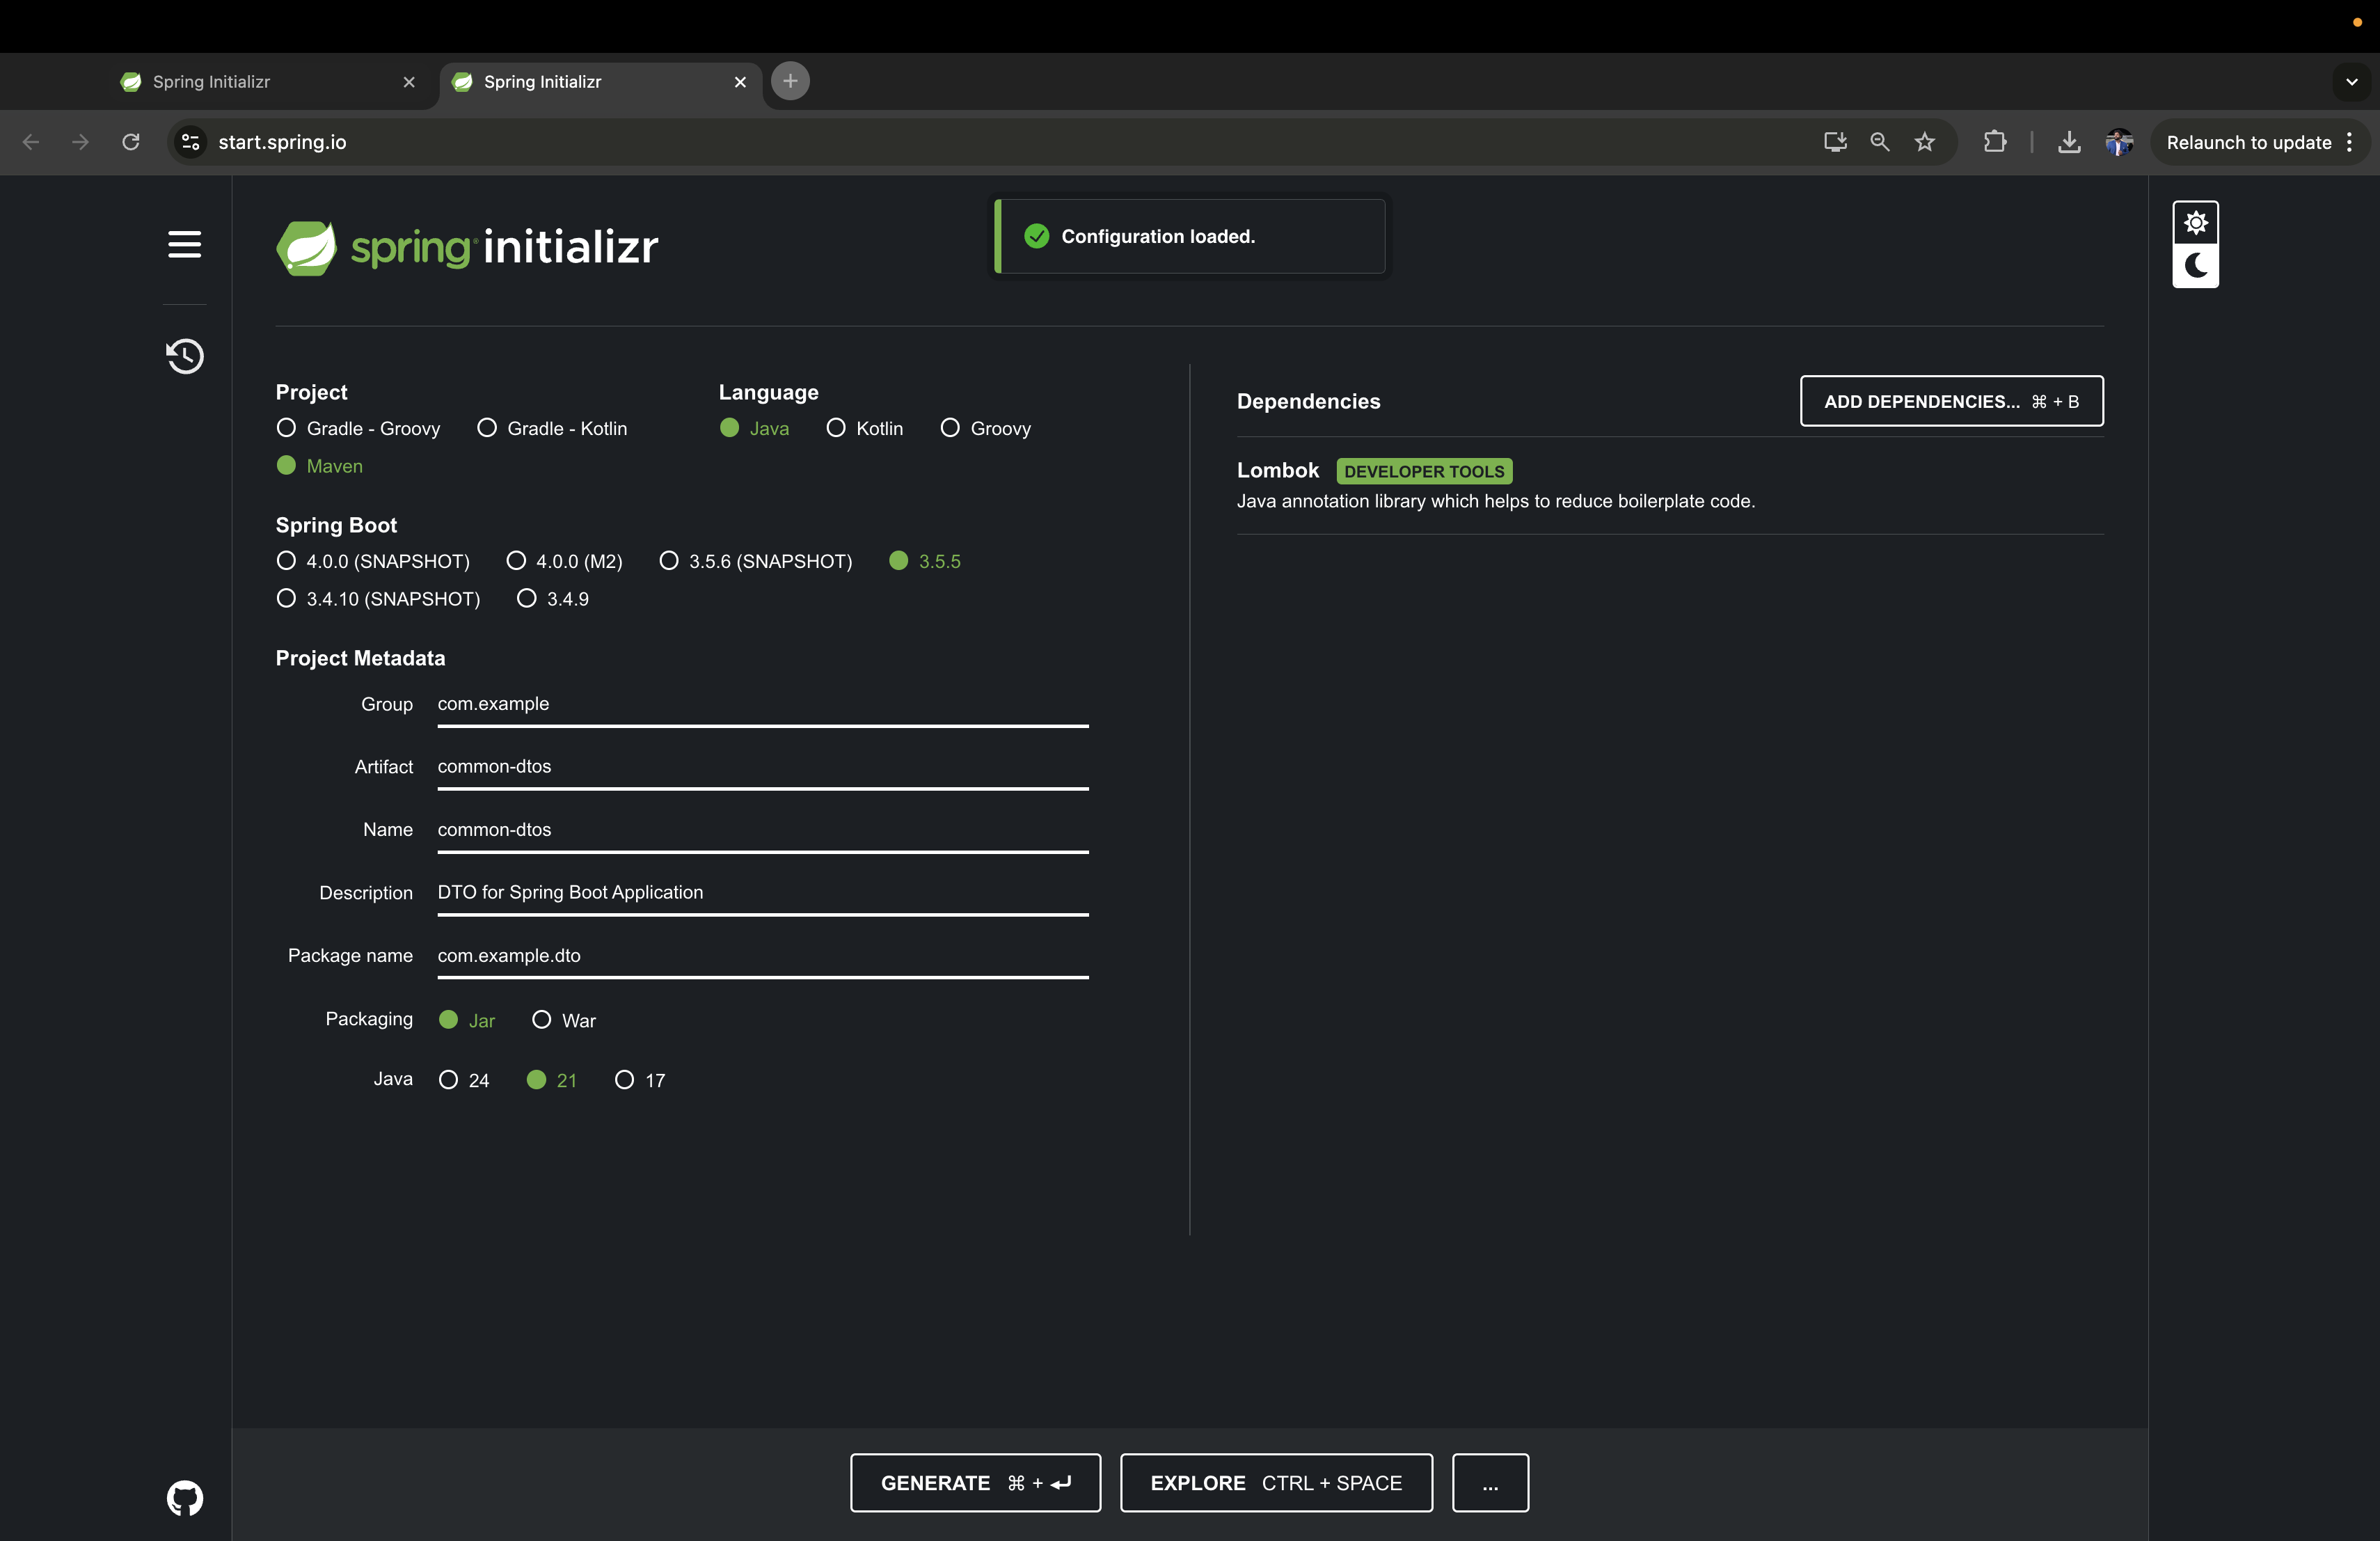 Spring Initializr
Spring Initializr
start.spring.io
Relaunch to update
spring initializr
Configuration loaded.
Project
Gradle - Groovy Gradle - Kotlin
Maven
Language
Java Kotlin Groovy
Spring Boot
4.0.0 (SNAPSHOT) 4.0.0 (M2) 3.5.6 (SNAPSHOT) 3.5.5
3.4.10 (SNAPSHOT) 3.4.9
Project Metadata
Group com.example
Artifact common-dtos
Name common-dtos
Description DTO for Spring Boot Application
Package name com.example.dto
Packaging Jar War
Java 24 21 17
Dependencies
ADD DEPENDENCIES... ⌘ + B
Lombok DEVELOPER TOOLS
Java annotation library which helps to reduce boilerplate code.
GENERATE ⌘ + ⏎
EXPLORE CTRL + SPACE
...